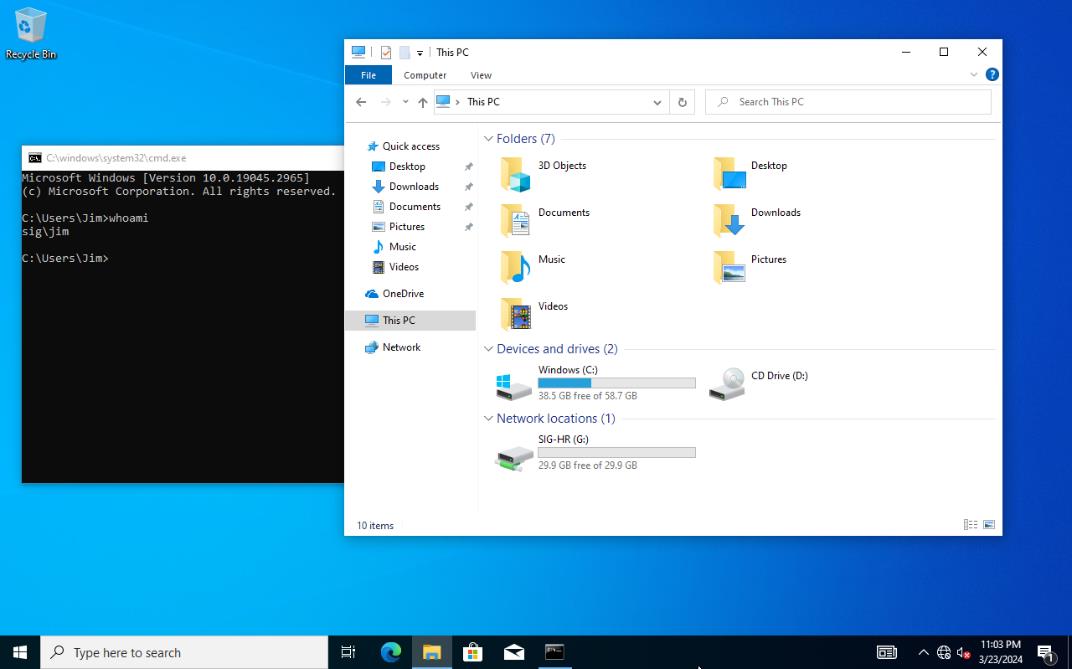 Recycle Bin
C:\windows\system32\cmd.exe
Microsoft Windows [Version 10.0.19045.2965]
(c) Microsoft Corporation. All rights reserved.
C:\Users\Jim>whoami
sig\jim
C:\Users\Jim>
This PC
File Computer View
This PC
Search This PC
Quick access
Desktop
Downloads
Documents
Pictures
Music
Videos
OneDrive
This PC
Network
Folders (7)
3D Objects
Desktop
Documents
Downloads
Music
Pictures
Videos
Devices and drives (2)
Windows (C:)
38.5 GB free of 58.7 GB
CD Drive (D:)
Network locations (1)
SIG-HR (G:)
29.9 GB free of 29.9 GB
10 items
Type here to search
11:03 PM
3/23/2024
1